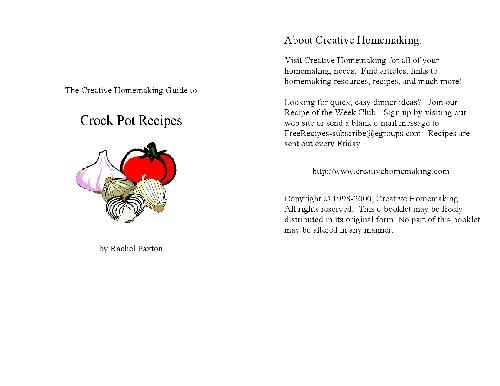 The Creative Homemaking Guide to
Crock Pot Recipes
by Rachel Paxton
About Creative Homemaking:
Visit Creative Homemaking for all of your
homemaking needs. Find articles, links to
homemaking resources, recipes, and much more!
Looking for quick, easy dinner ideas? Join our
Recipe of the Week Club. Sign up by visiting our
web site or send a blank e-mail message to
FreeRecipes-subscribe@egroups.com. Recipes are
sent out every Friday.
http://www.creativehomemaking.com
Copyright © 1998-2000, Creative Homemaking.
All rights reserved. This e-booklet may be freely
distributed in its original form. No part of this booklet
may be altered in any manner.